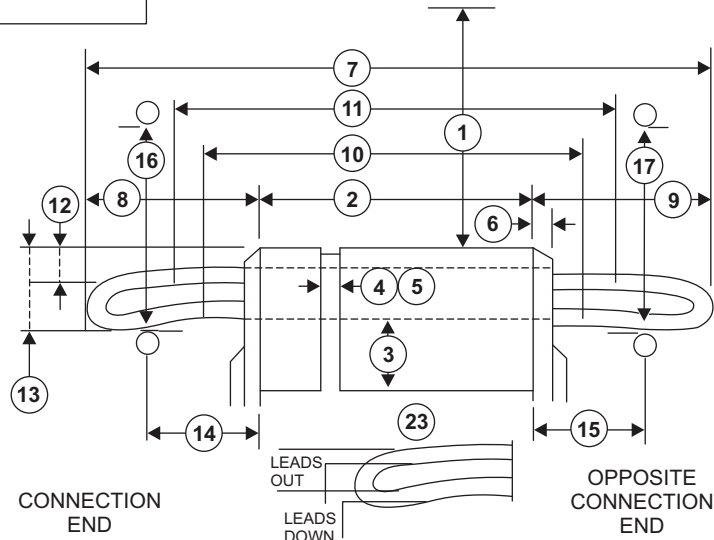 7
11
1
16
10
17
12
8
2
9
6
4 5
3
13
14
23
15
LEADS
OUT
LEADS
DOWN
CONNECTION
END
OPPOSITE
CONNECTION
END